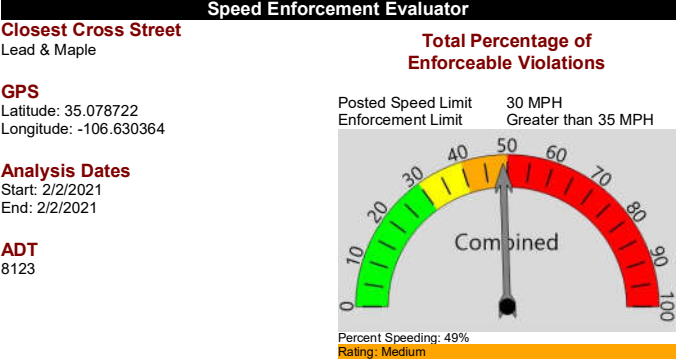 Speed Enforcement Evaluator
Closest Cross Street
Lead & Maple
GPS
Latitude: 35.078722
Longitude: -106.630364
Analysis Dates
Start: 2/2/2021
End: 2/2/2021
ADT
8123
Total Percentage of
Enforceable Violations
Posted Speed Limit 30 MPH
Enforcement Limit Greater than 35 MPH
0
10
20
30
40
50
60
70
80
90
100
Combined
Percent Speeding: 49%
Rating: Medium